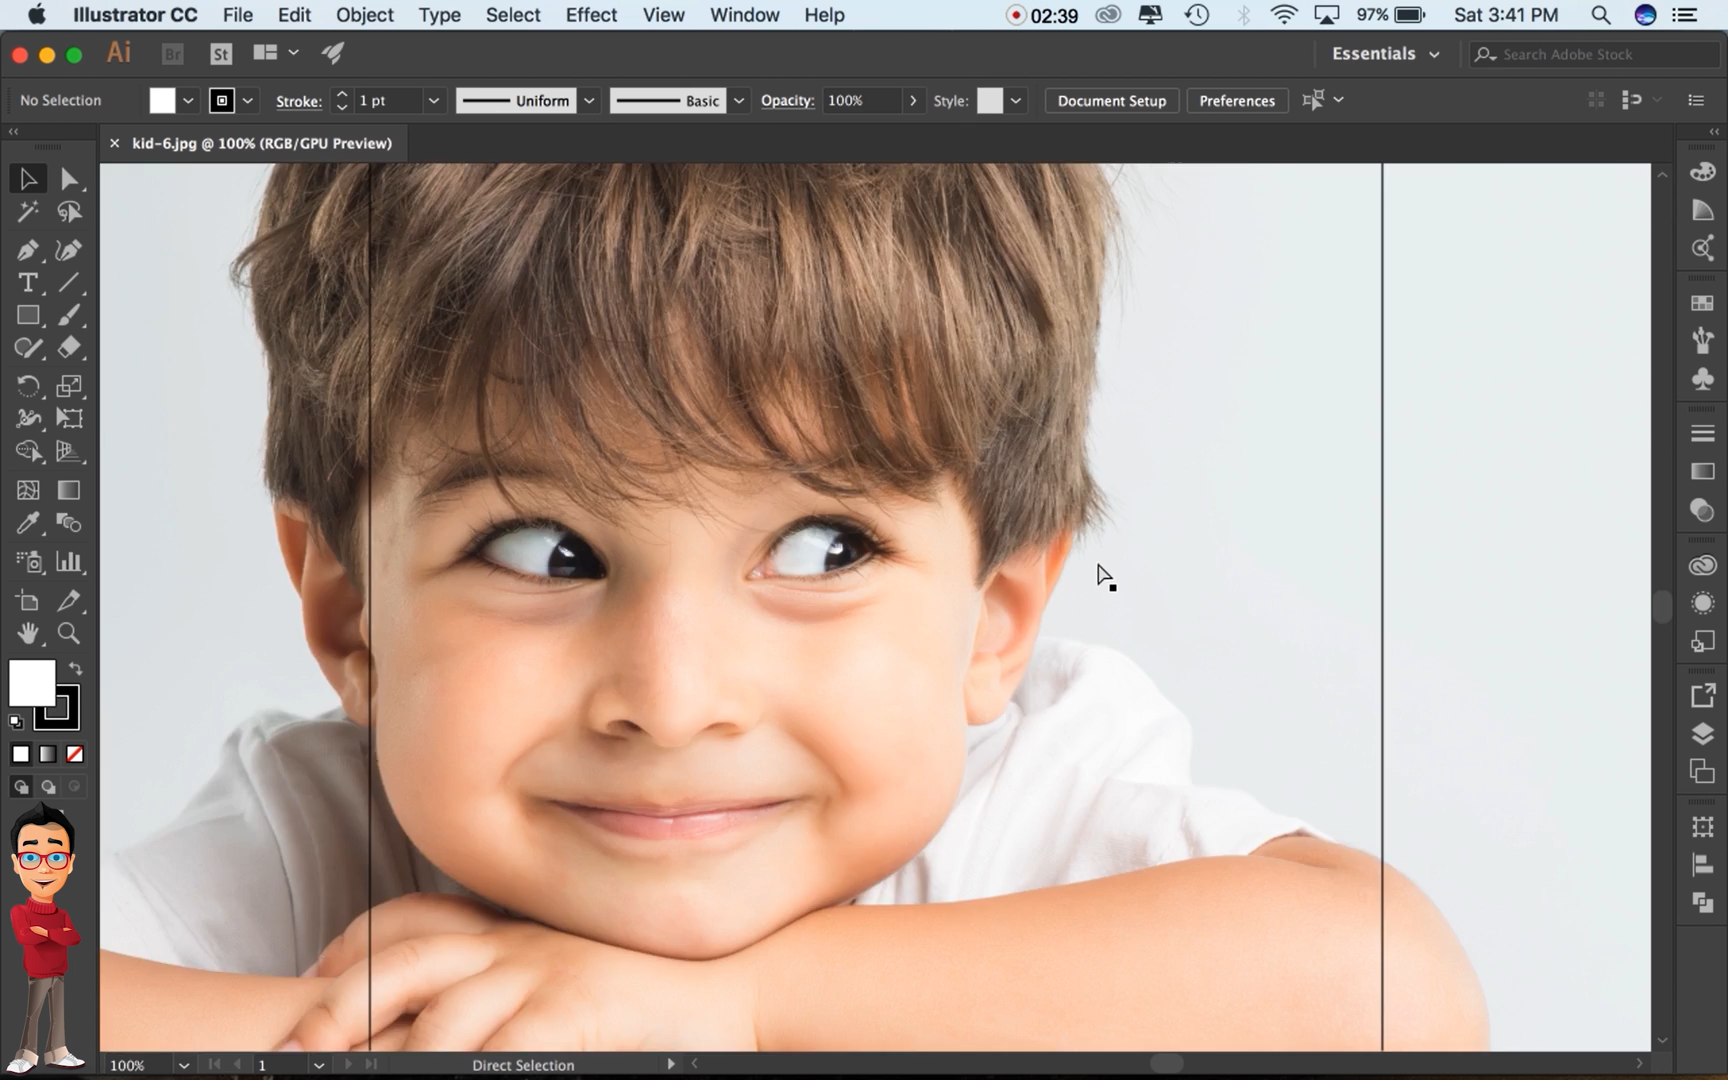 Illustrator CC File Edit Object Type Select Effect View Window Help 02:39 97% Sat 3:41 PM
Ai Br St Essentials Search Adobe Stock
No Selection Stroke: 1 pt Uniform Basic Opacity: 100% Style: Document Setup Preferences
kid-6.jpg @ 100% (RGB/GPU Preview)
T
100% 1 Direct Selection